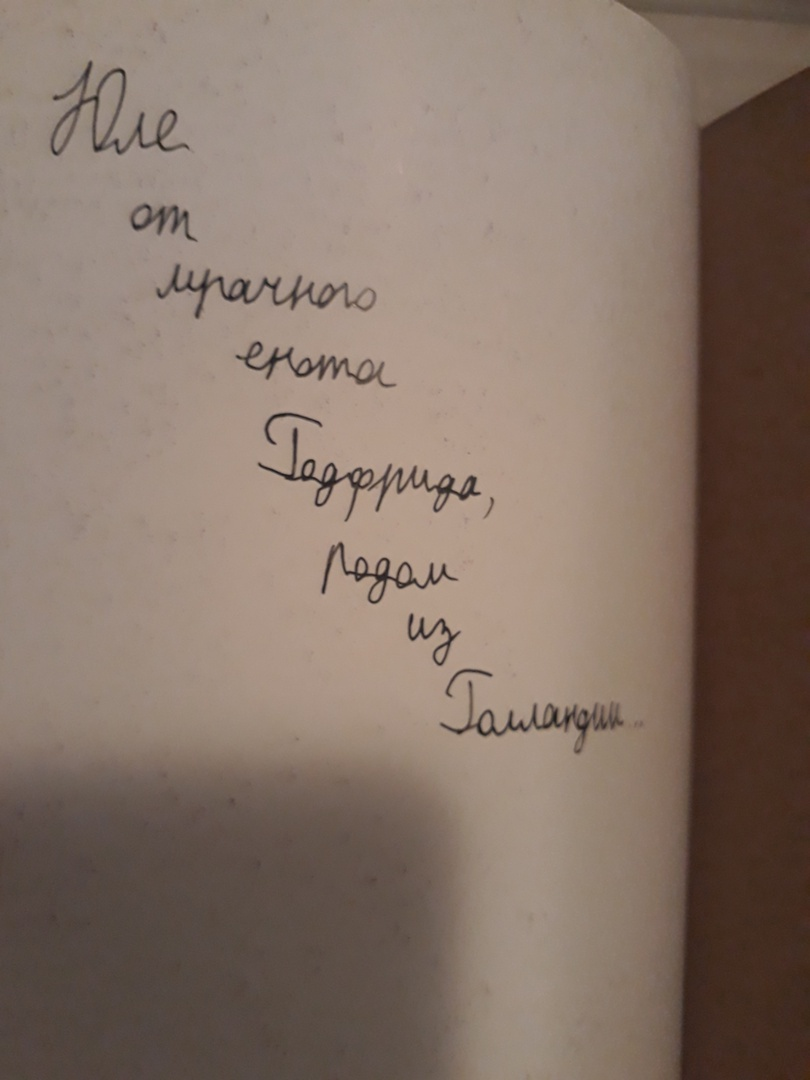 Юле
от
мрачного
енота
Годфрида,
родом
из
Голландии..